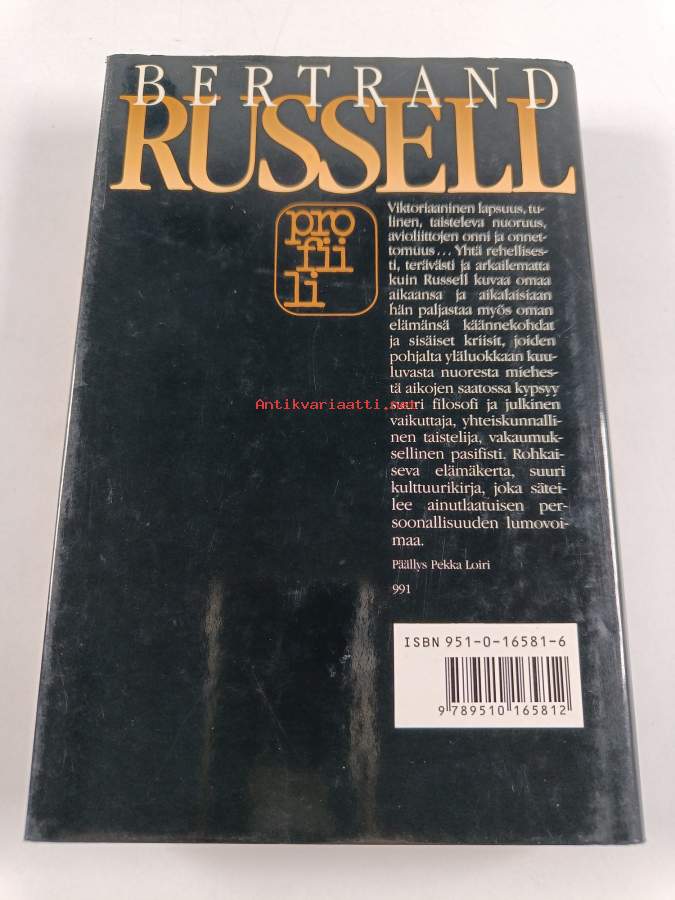 BERTRAND
RUSSELL
pro
fii
li
Viktoriaaninen lapsuus, tu-
linen, taisteleva nuoruus,
avioliittojen onni ja onnet-
tomuus... Yhtä rehellises-
ti, terävästi ja arkailematta
kuin Russell kuvaa omaa
aikaansa ja aikalaisiaan
hän paljastaa myös oman
elämänsä käännekohdat
ja sisäiset kriisit, joiden
pohjalta yläluokkaan kuu-
luvasta nuoresta miehes-
tä aikojen saatossa kypsyy
suuri filosofi ja julkinen
vaikuttaja, yhteiskunnalli-
nen taistelija, vakaumuk-
sellinen pasifisti. Rohkai-
seva elämäkerta, suuri
kulttuurikirja, joka sätei-
lee ainutlaatuisen per-
soonallisuuden lumovoi-
maa.
Päällys Pekka Loiri
991
ISBN 951-0-16581-6
9 789510 165812
Antikvariaatti.net